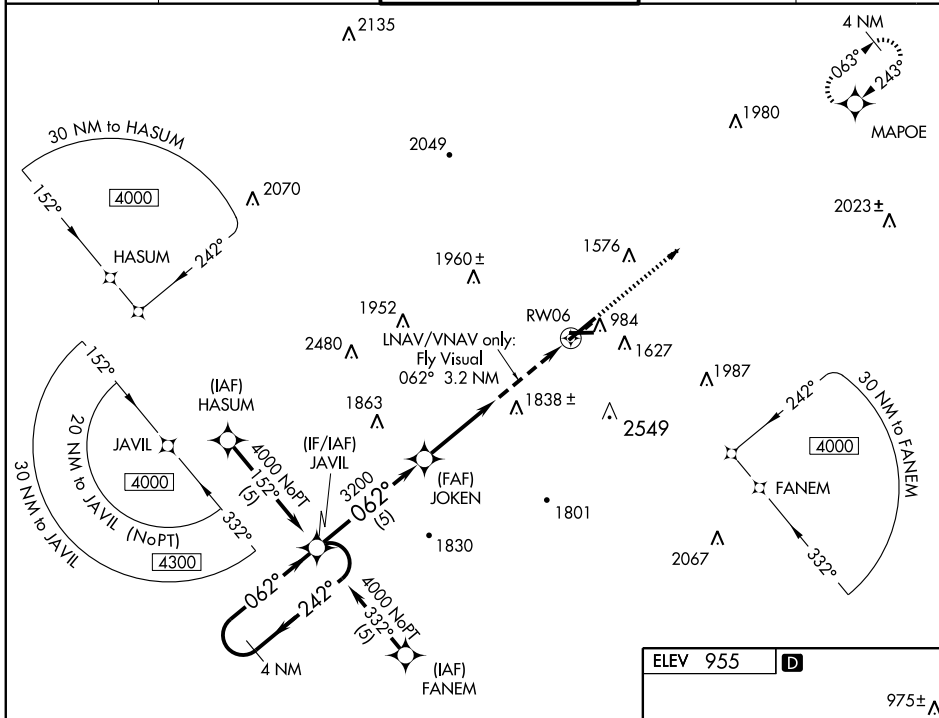 2135
4 NM
063°
243°
MAPOE
1980
30 NM to HASUM
2049
4000
152°
2070
242°
HASUM
2023±
1576
1960±
1952
RW06
984
LNAV/VNAV only:
Fly Visual
062° 3.2 NM
2480
1627
152°
1987
(IAF)
HASUM
1863
1838±
2549
242°
30 NM to FANEM
4000
(IF/IAF)
JAVIL
JAVIL
4000 NoPT
152°
(5)
20 NM to JAVIL (NoPT)
30 NM to JAVIL
4000
4300
332°
3200
062°
(5)
(FAF)
JOKEN
FANEM
1801
1830
2067
332°
062°
242°
4 NM
4000 NoPT
332°
(5)
(IAF)
FANEM
ELEV 955 D
975±